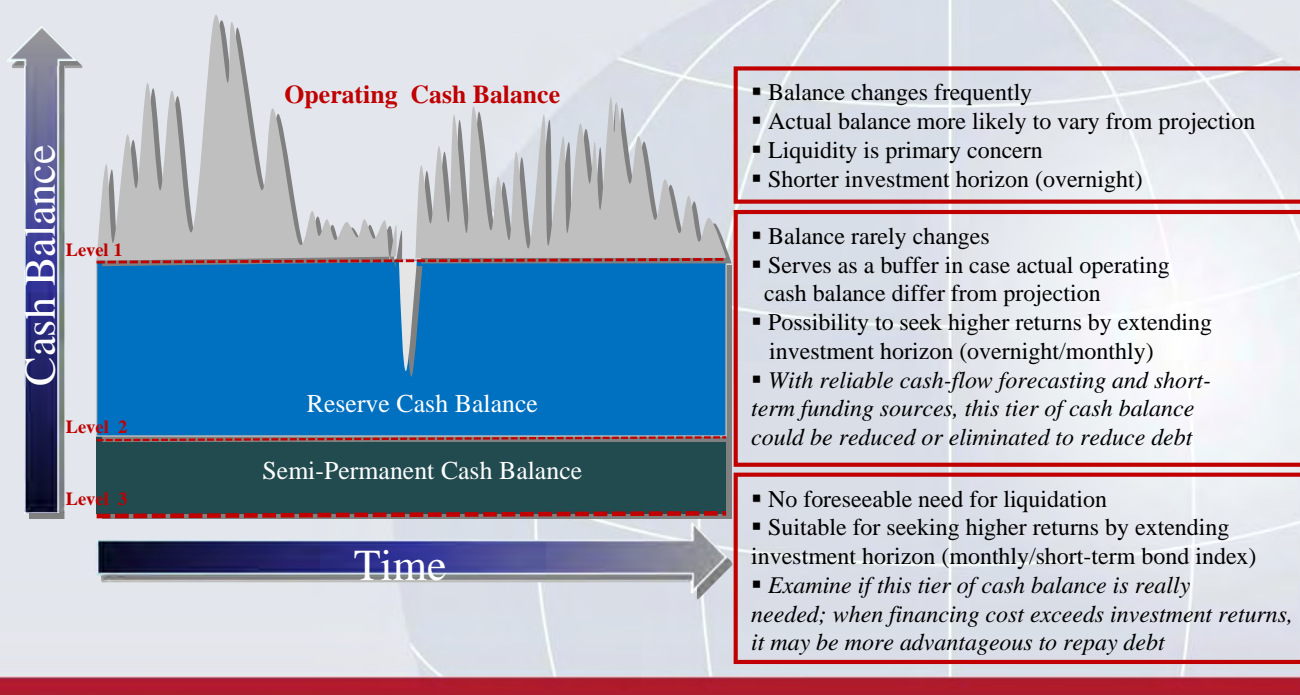 Operating Cash Balance
Cash Balance
Level 1
Reserve Cash Balance
Level 2
Semi-Permanent Cash Balance
Level 3
Time
▪ Balance changes frequently
▪ Actual balance more likely to vary from projection
▪ Liquidity is primary concern
▪ Shorter investment horizon (overnight)
▪ Balance rarely changes
▪ Serves as a buffer in case actual operating
cash balance differ from projection
▪ Possibility to seek higher returns by extending
investment horizon (overnight/monthly)
▪ With reliable cash-flow forecasting and short-
term funding sources, this tier of cash balance
could be reduced or eliminated to reduce debt
▪ No foreseeable need for liquidation
▪ Suitable for seeking higher returns by extending
investment horizon (monthly/short-term bond index)
▪ Examine if this tier of cash balance is really
needed; when financing cost exceeds investment returns,
it may be more advantageous to repay debt